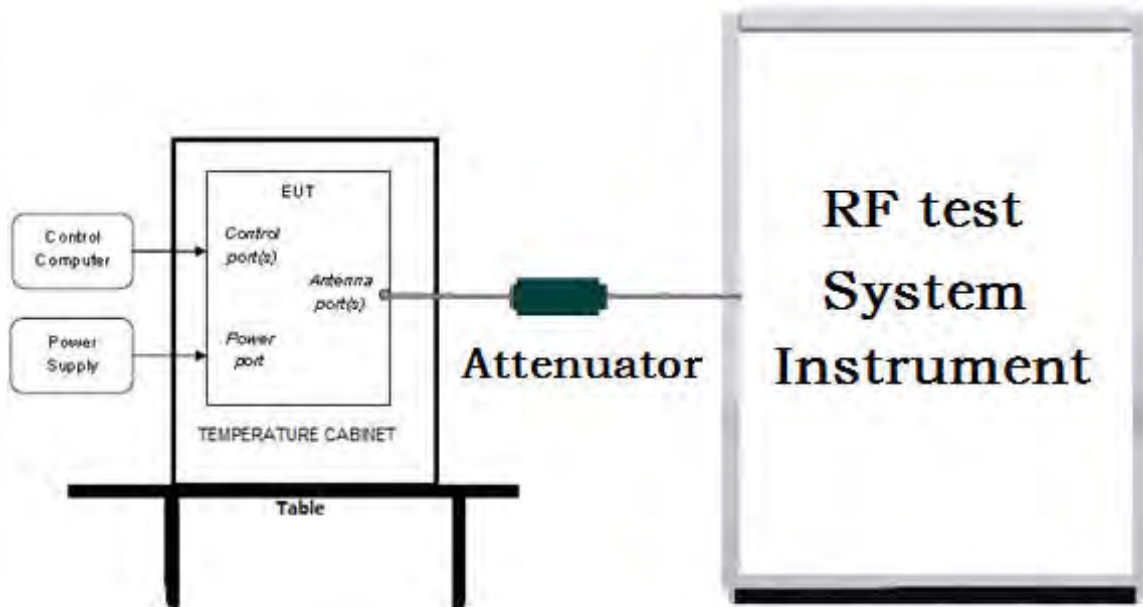 Control
Computer
Power
Supply
EUT
Control
port(s)
Antenna
port(s)
Power
port
TEMPERATURE CABINET
Table
Attenuator
RF test
System
Instrument